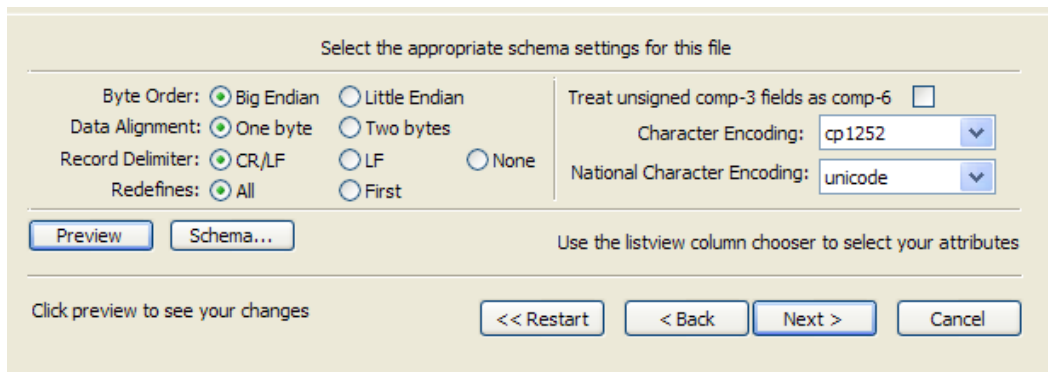 Select the appropriate schema settings for this file
Byte Order: Big Endian Little Endian
Data Alignment: One byte Two bytes
Record Delimiter: CR/LF LF None
Redefines: All First
Treat unsigned comp-3 fields as comp-6
Character Encoding: cp1252
National Character Encoding: unicode
Preview Schema...
Use the listview column chooser to select your attributes
Click preview to see your changes
<< Restart < Back Next > Cancel